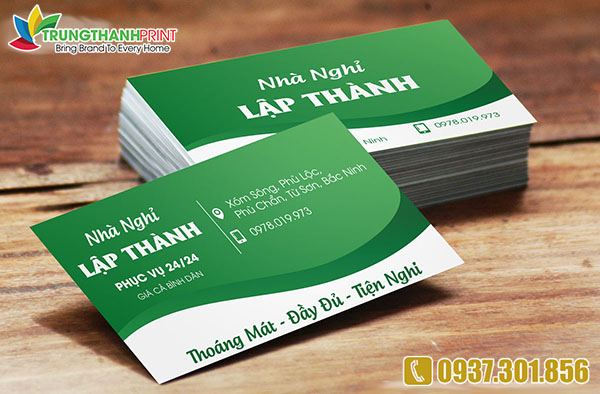 TRUNGTHANHPRINT
Bring Brand To Every Home
Nhà Nghỉ
LẬP THÀNH
Ninh
0978.019.973
Nhà Nghỉ
LẬP THÀNH
PHỤC VỤ 24/24
GIÁ CẢ BÌNH DÂN
Xóm Sông, Phù Lộc,
Phù Chẩn, Từ Sơn, Bắc Ninh
0978.019.973
Thoáng Mát - Đầy Đủ - Tiện Nghi
0937.301.856